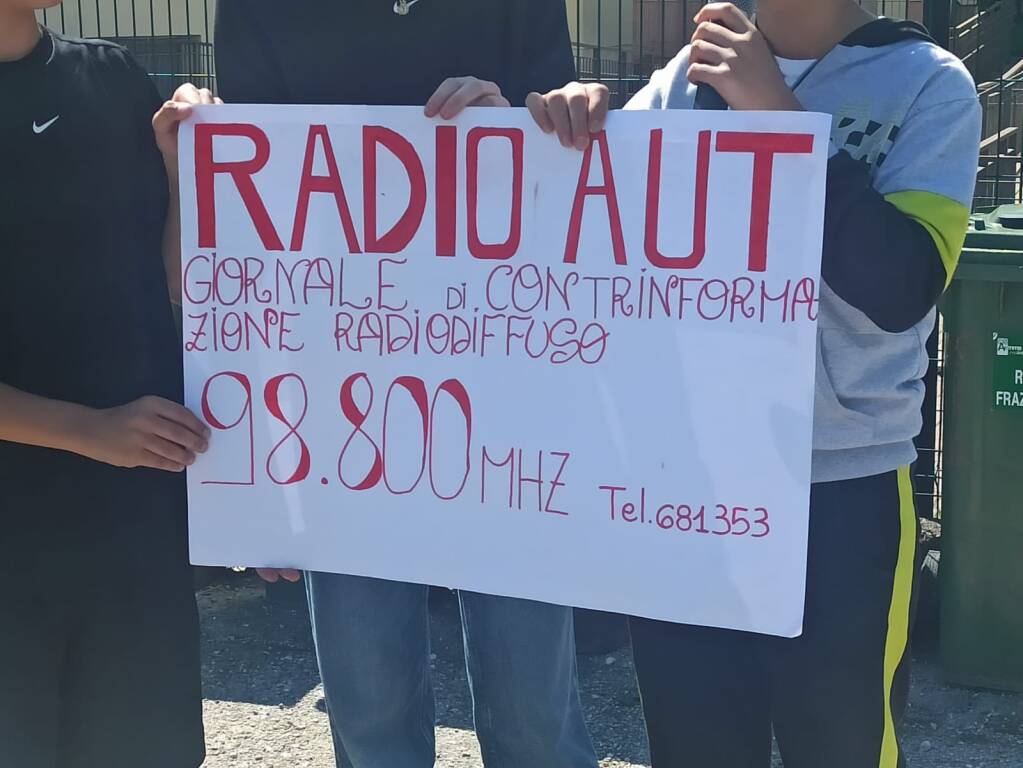 RADIO AUT
GIORNALE DI CONTRINFORMA
ZIONE RADIODIFFUSO
98.800 MHZ
Tel.681353